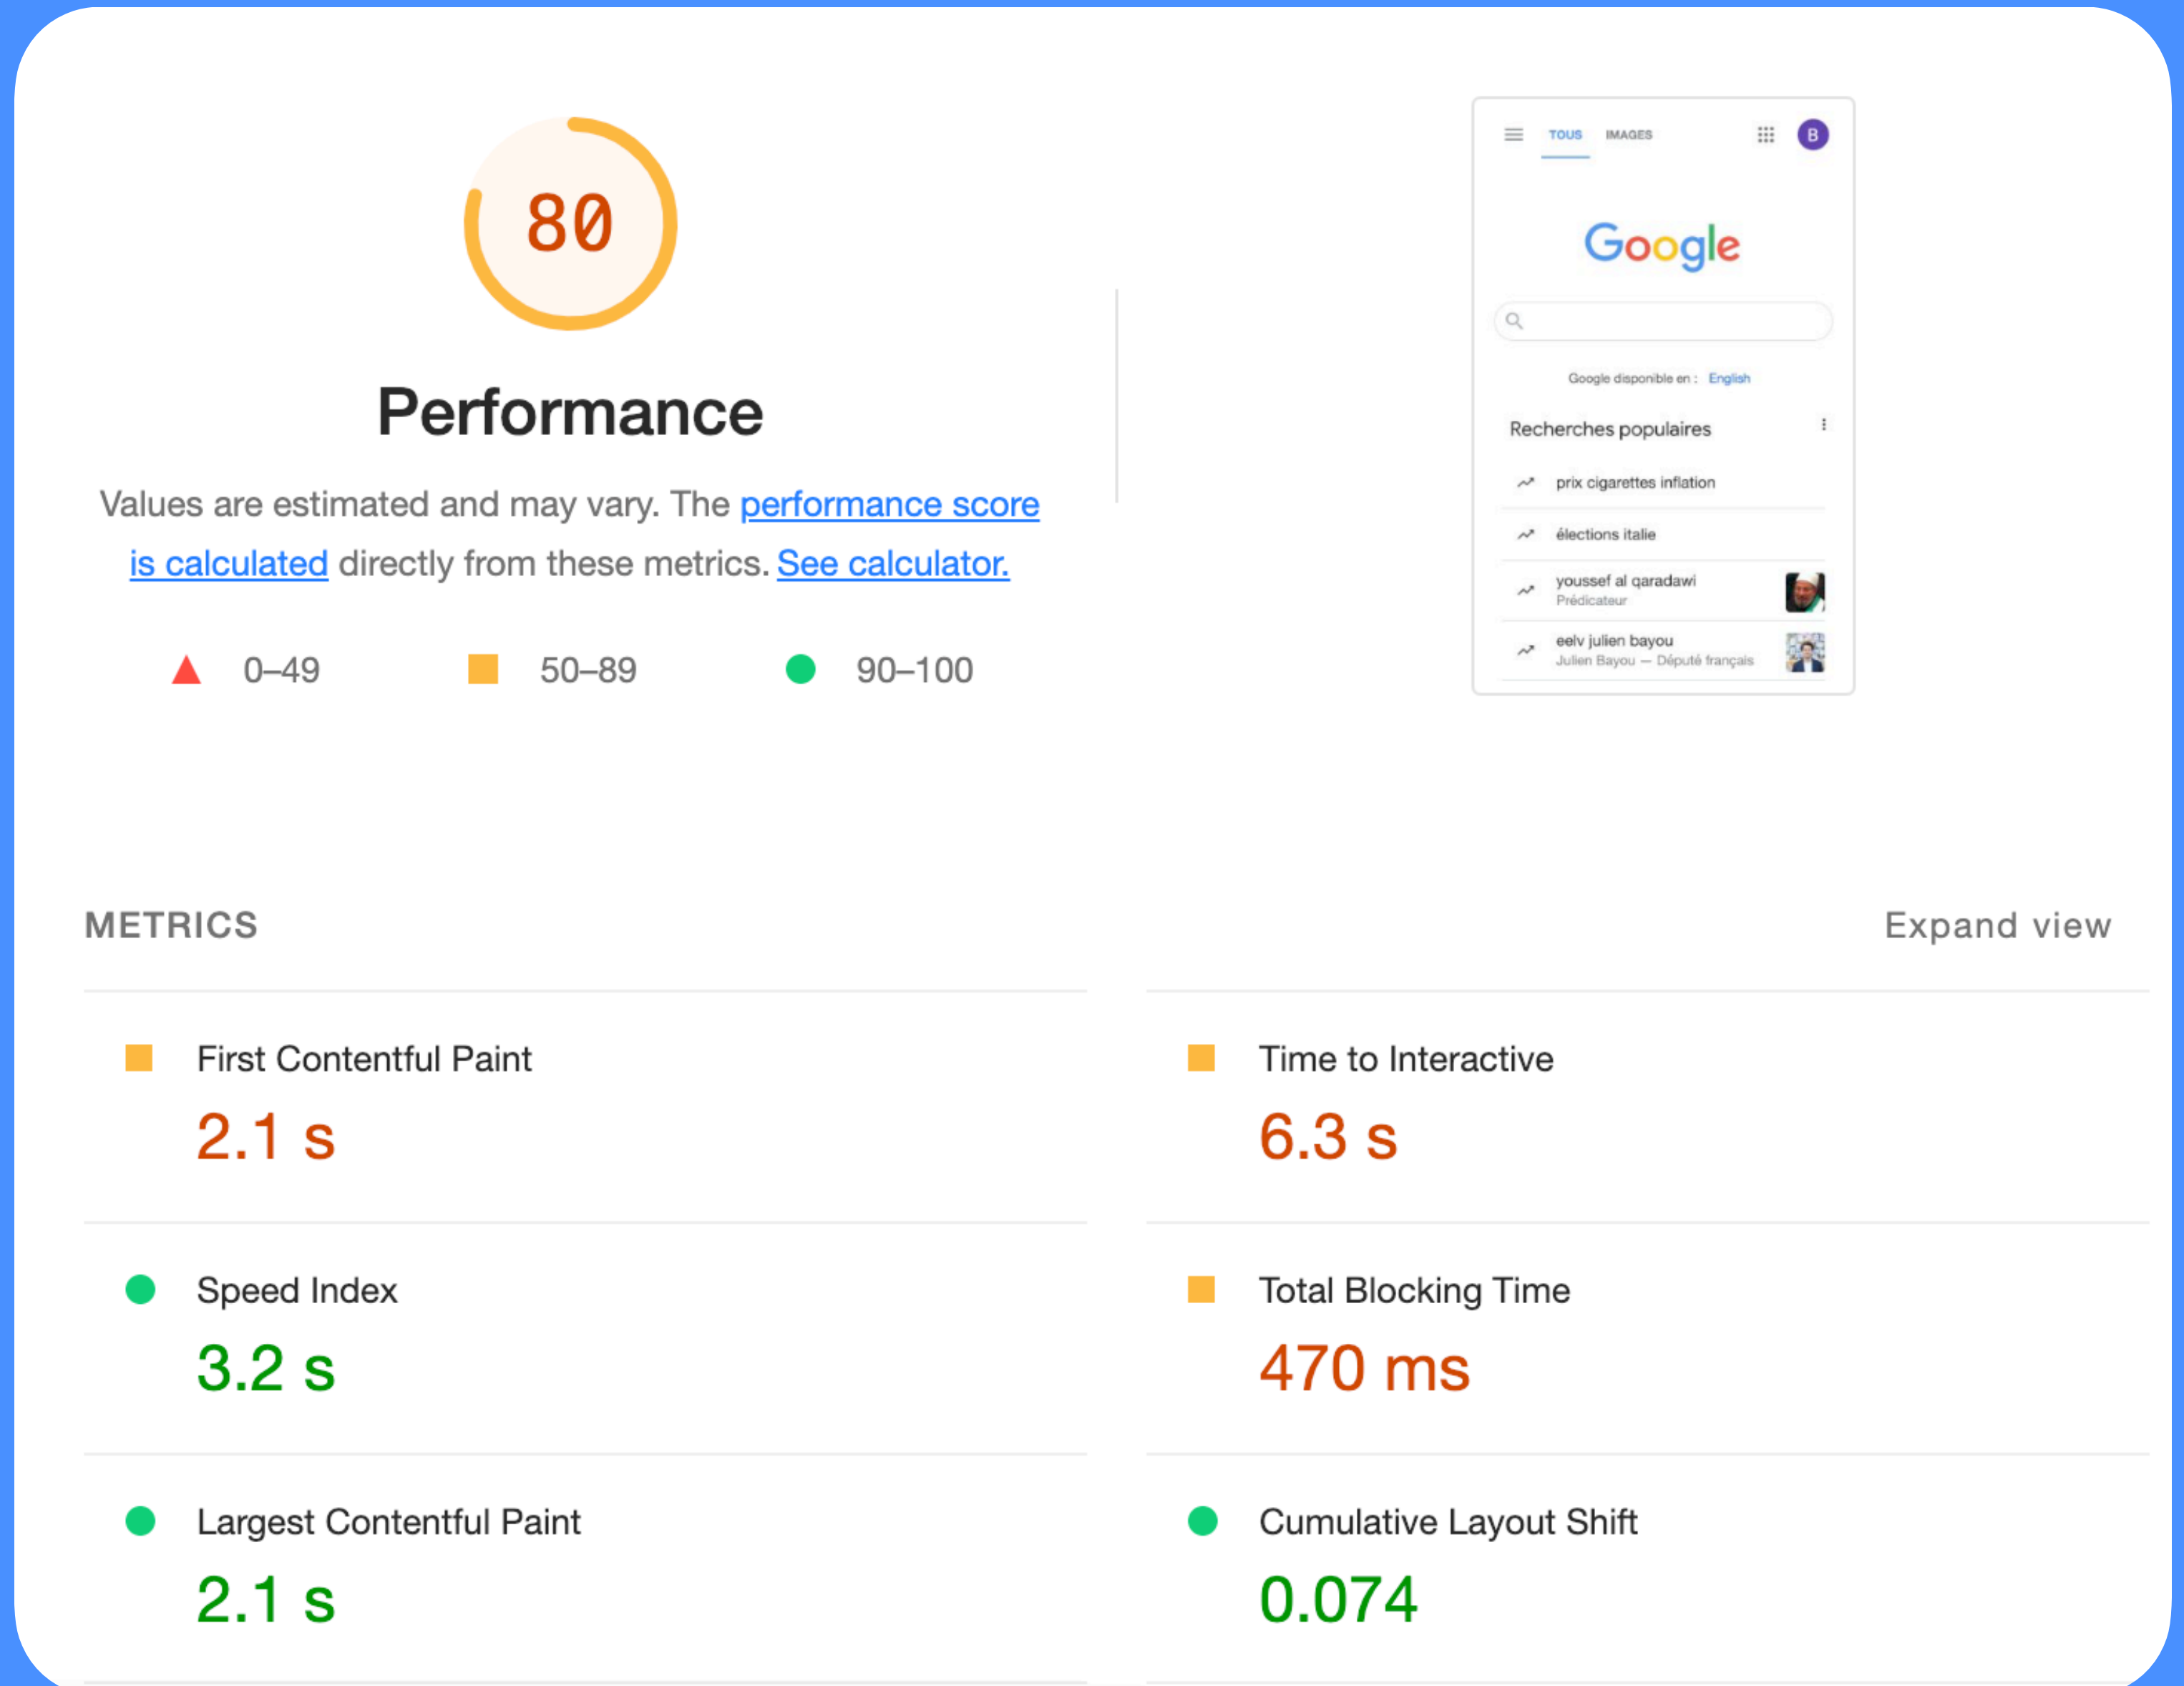 80
Performance
Values are estimated and may vary. The performance score
is calculated directly from these metrics. See calculator.
0–49
50–89
90–100
TOUS IMAGES
B
Google
Google disponible en : English
Recherches populaires
prix cigarettes inflation
élections italie
youssef al qaradawi
Prédicateur
eelv julien bayou
Julien Bayou — Député français
METRICS
Expand view
First Contentful Paint
2.1 s
Time to Interactive
6.3 s
Speed Index
3.2 s
Total Blocking Time
470 ms
Largest Contentful Paint
2.1 s
Cumulative Layout Shift
0.074